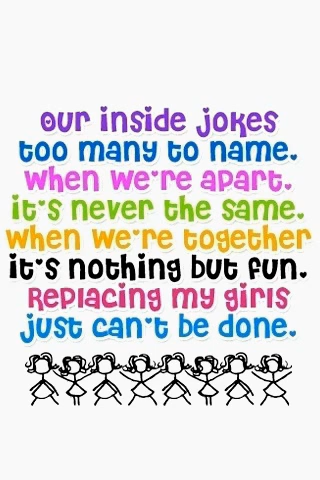 our inside jokes
too many to name.
when we're apart.
it's never the same.
when we're together
it's nothing but fun.
Replacing my girls
just can't be done.